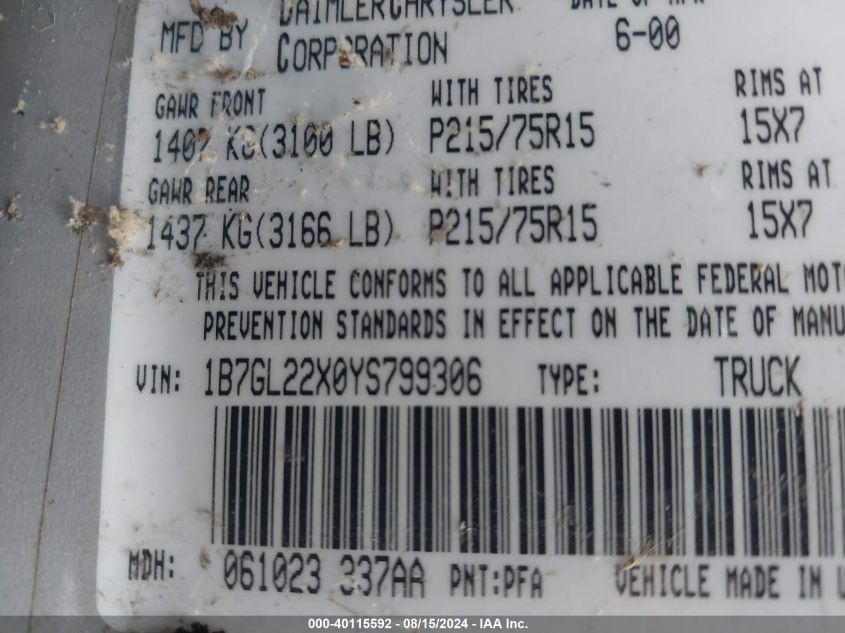 MFD BY DAIMLERCHRYSLER CORPORATION DATE OF MFR 6-00
GAWR FRONT WITH TIRES RIMS AT
1407 KG(3100 LB) P215/75R15 15X7
GAWR REAR WITH TIRES RIMS AT
1437 KG(3166 LB) P215/75R15 15X7
THIS VEHICLE CONFORMS TO ALL APPLICABLE FEDERAL MOT
PREVENTION STANDARDS IN EFFECT ON THE DATE OF MANU
VIN: 1B7GL22X0YS799306 TYPE: TRUCK
MDH: 061023 337AA PNT:PFA VEHICLE MADE IN U
000-40115592 - 08/15/2024 - IAA Inc.